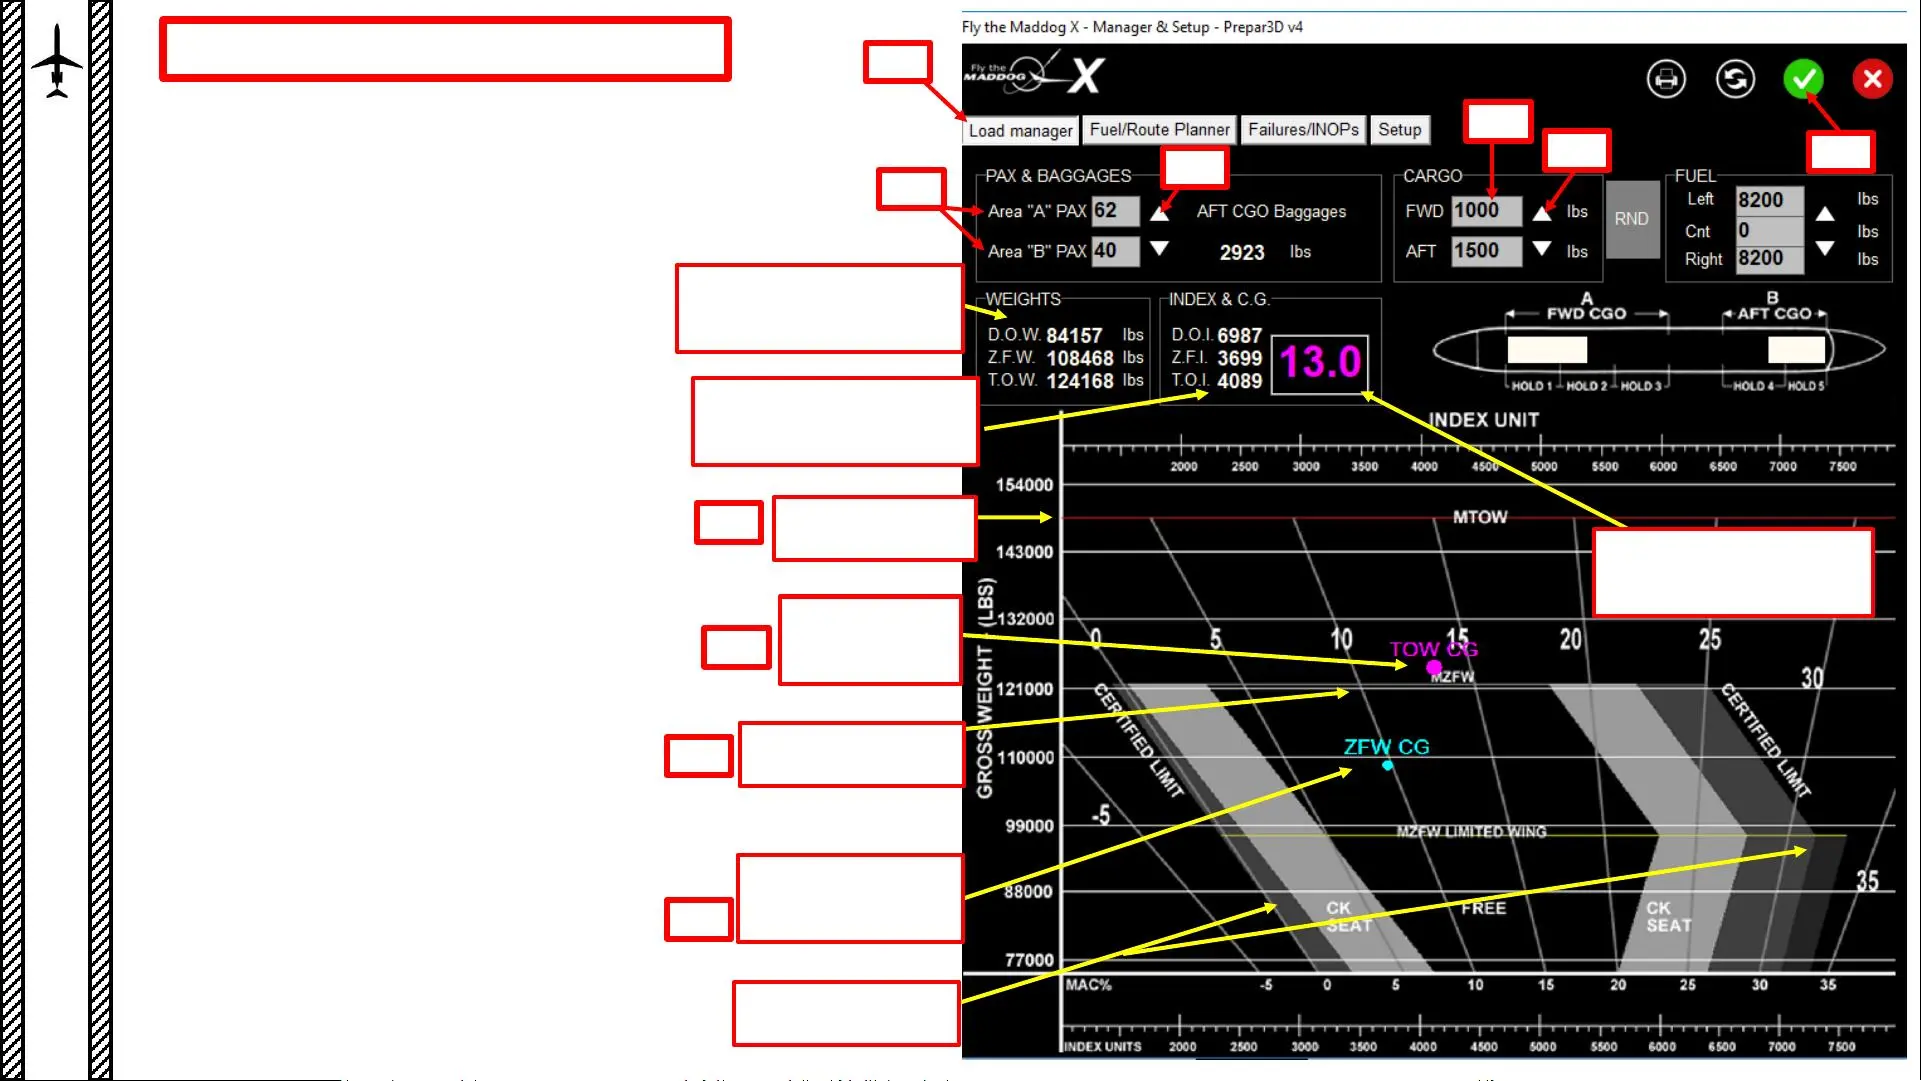 Fly the Maddog X - Manager & Setup - Prepar3D v4
Fly the
MADDOG X
Load manager
Fuel/Route Planner
Failures/INOPs
Setup
PAX & BAGGAGES
Area "A" PAX 62
AFT CGO Baggages
Area "B" PAX 40
2923 lbs
CARGO
FWD 1000 lbs
AFT 1500 lbs
RND
FUEL
Left 8200 lbs
Cnt 0 lbs
Right 8200 lbs
WEIGHTS
D.O.W. 84157 lbs
Z.F.W. 108468 lbs
T.O.W. 124168 lbs
INDEX & C.G.
D.O.I. 6987
Z.F.I. 3699
T.O.I. 4089
13.0
A B
FWD CGO AFT CGO
HOLD 1 HOLD 2 HOLD 3 HOLD 4 HOLD 5
INDEX UNIT
2000 2500 3000 3500 4000 4500 5000 5500 6000 6500 7000 7500
154000
MTOW
143000
GROSS WEIGHT (LBS)
132000
0 5 10 15 20 25
TOW CG
MZFW
30
121000
CERTIFIED LIMIT
CERTIFIED LIMIT
ZFW CG
110000
-5
99000
MZFW LIMITED WING
88000
35
CK
SEAT
FREE
CK
SEAT
77000
MAC% -5 0 5 10 15 20 25 30 35
INDEX UNITS 2000 2500 3000 3500 4000 4500 5000 5500 6000 6500 7000 7500